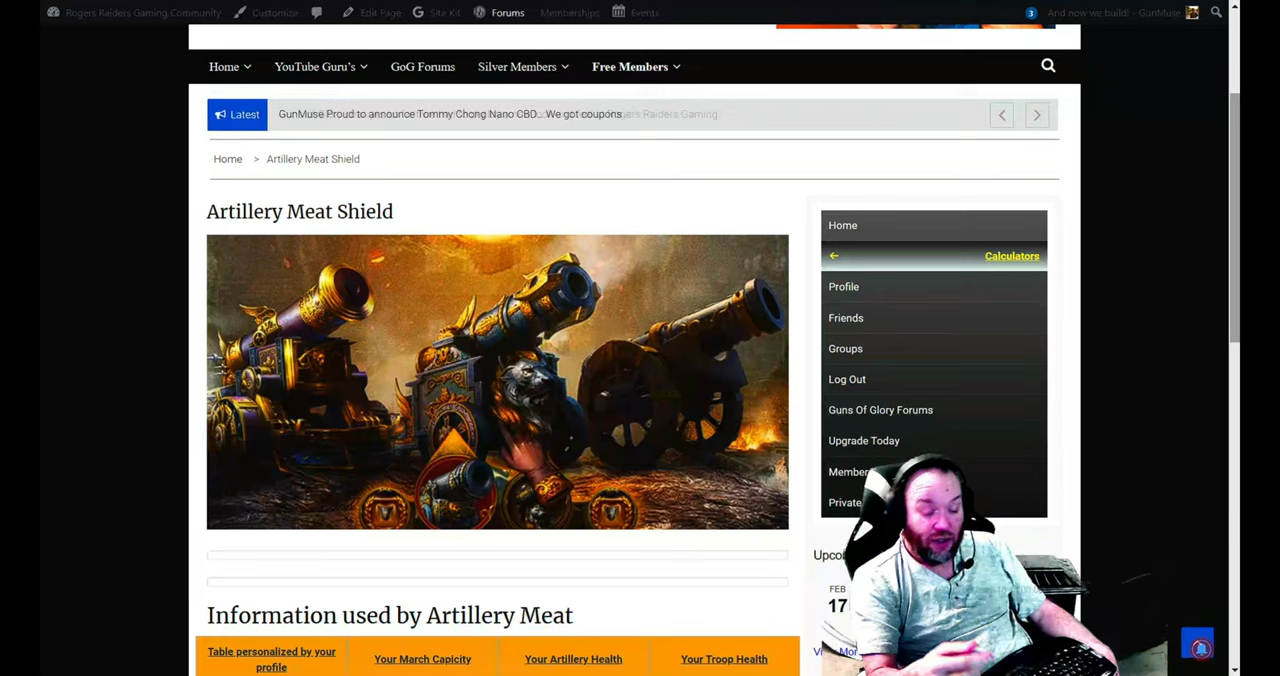 Rogers Raiders Gaming Community Customize Edit Page Site Kit Forums Memberships Events 3 And now we build! - GunMuse
Home YouTube Guru's GoG Forums Silver Members Free Members
Latest GunMuse Proud to announce Tommy Chong Nano CBD.. We got coupons. Rogers Raiders Gaming
Home > Artillery Meat Shield
Artillery Meat Shield
Home
Calculators
Profile
Friends
Groups
Log Out
Guns Of Glory Forums
Upgrade Today
Member
Private
Upco
FEB
17
Information used by Artillery Meat
Table personalized by your profile
Your March Capicity
Your Artillery Health
Your Troop Health